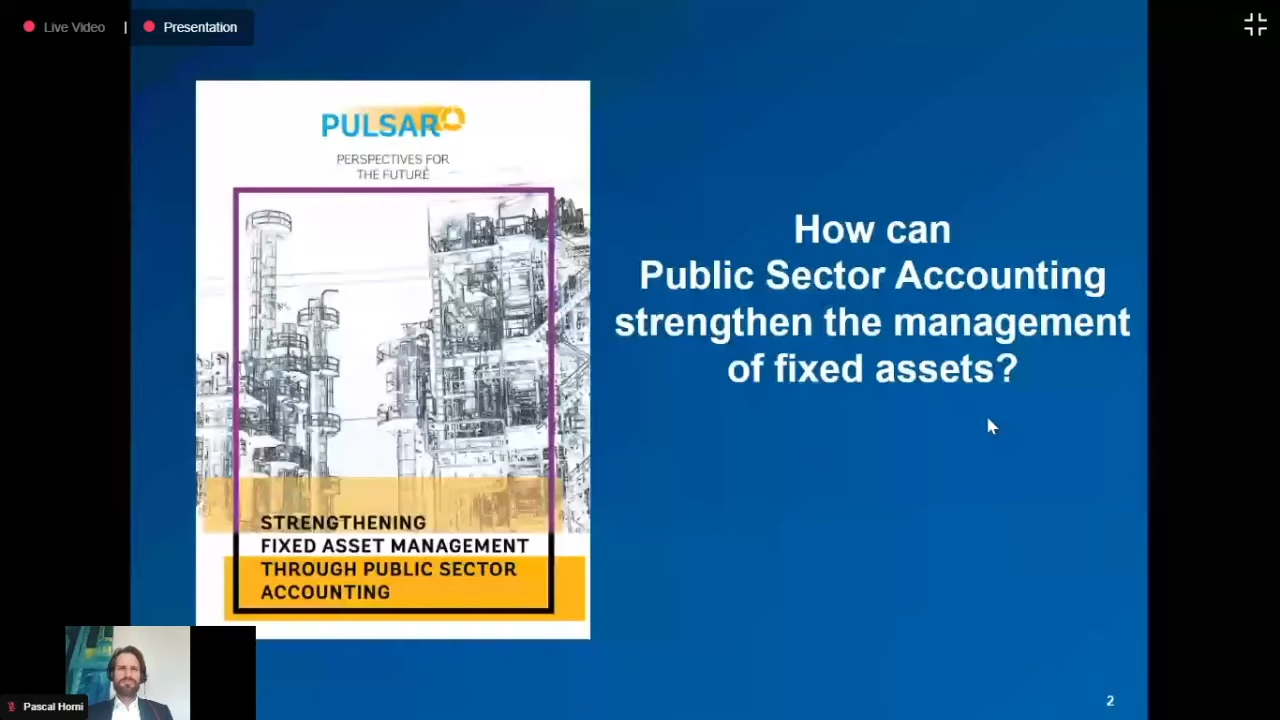 Live Video | Presentation
PULSAR
PERSPECTIVES FOR
THE FUTURE
STRENGTHENING
FIXED ASSET MANAGEMENT
THROUGH PUBLIC SECTOR
ACCOUNTING
How can
Public Sector Accounting
strengthen the management
of fixed assets?
Pascal Horni
2